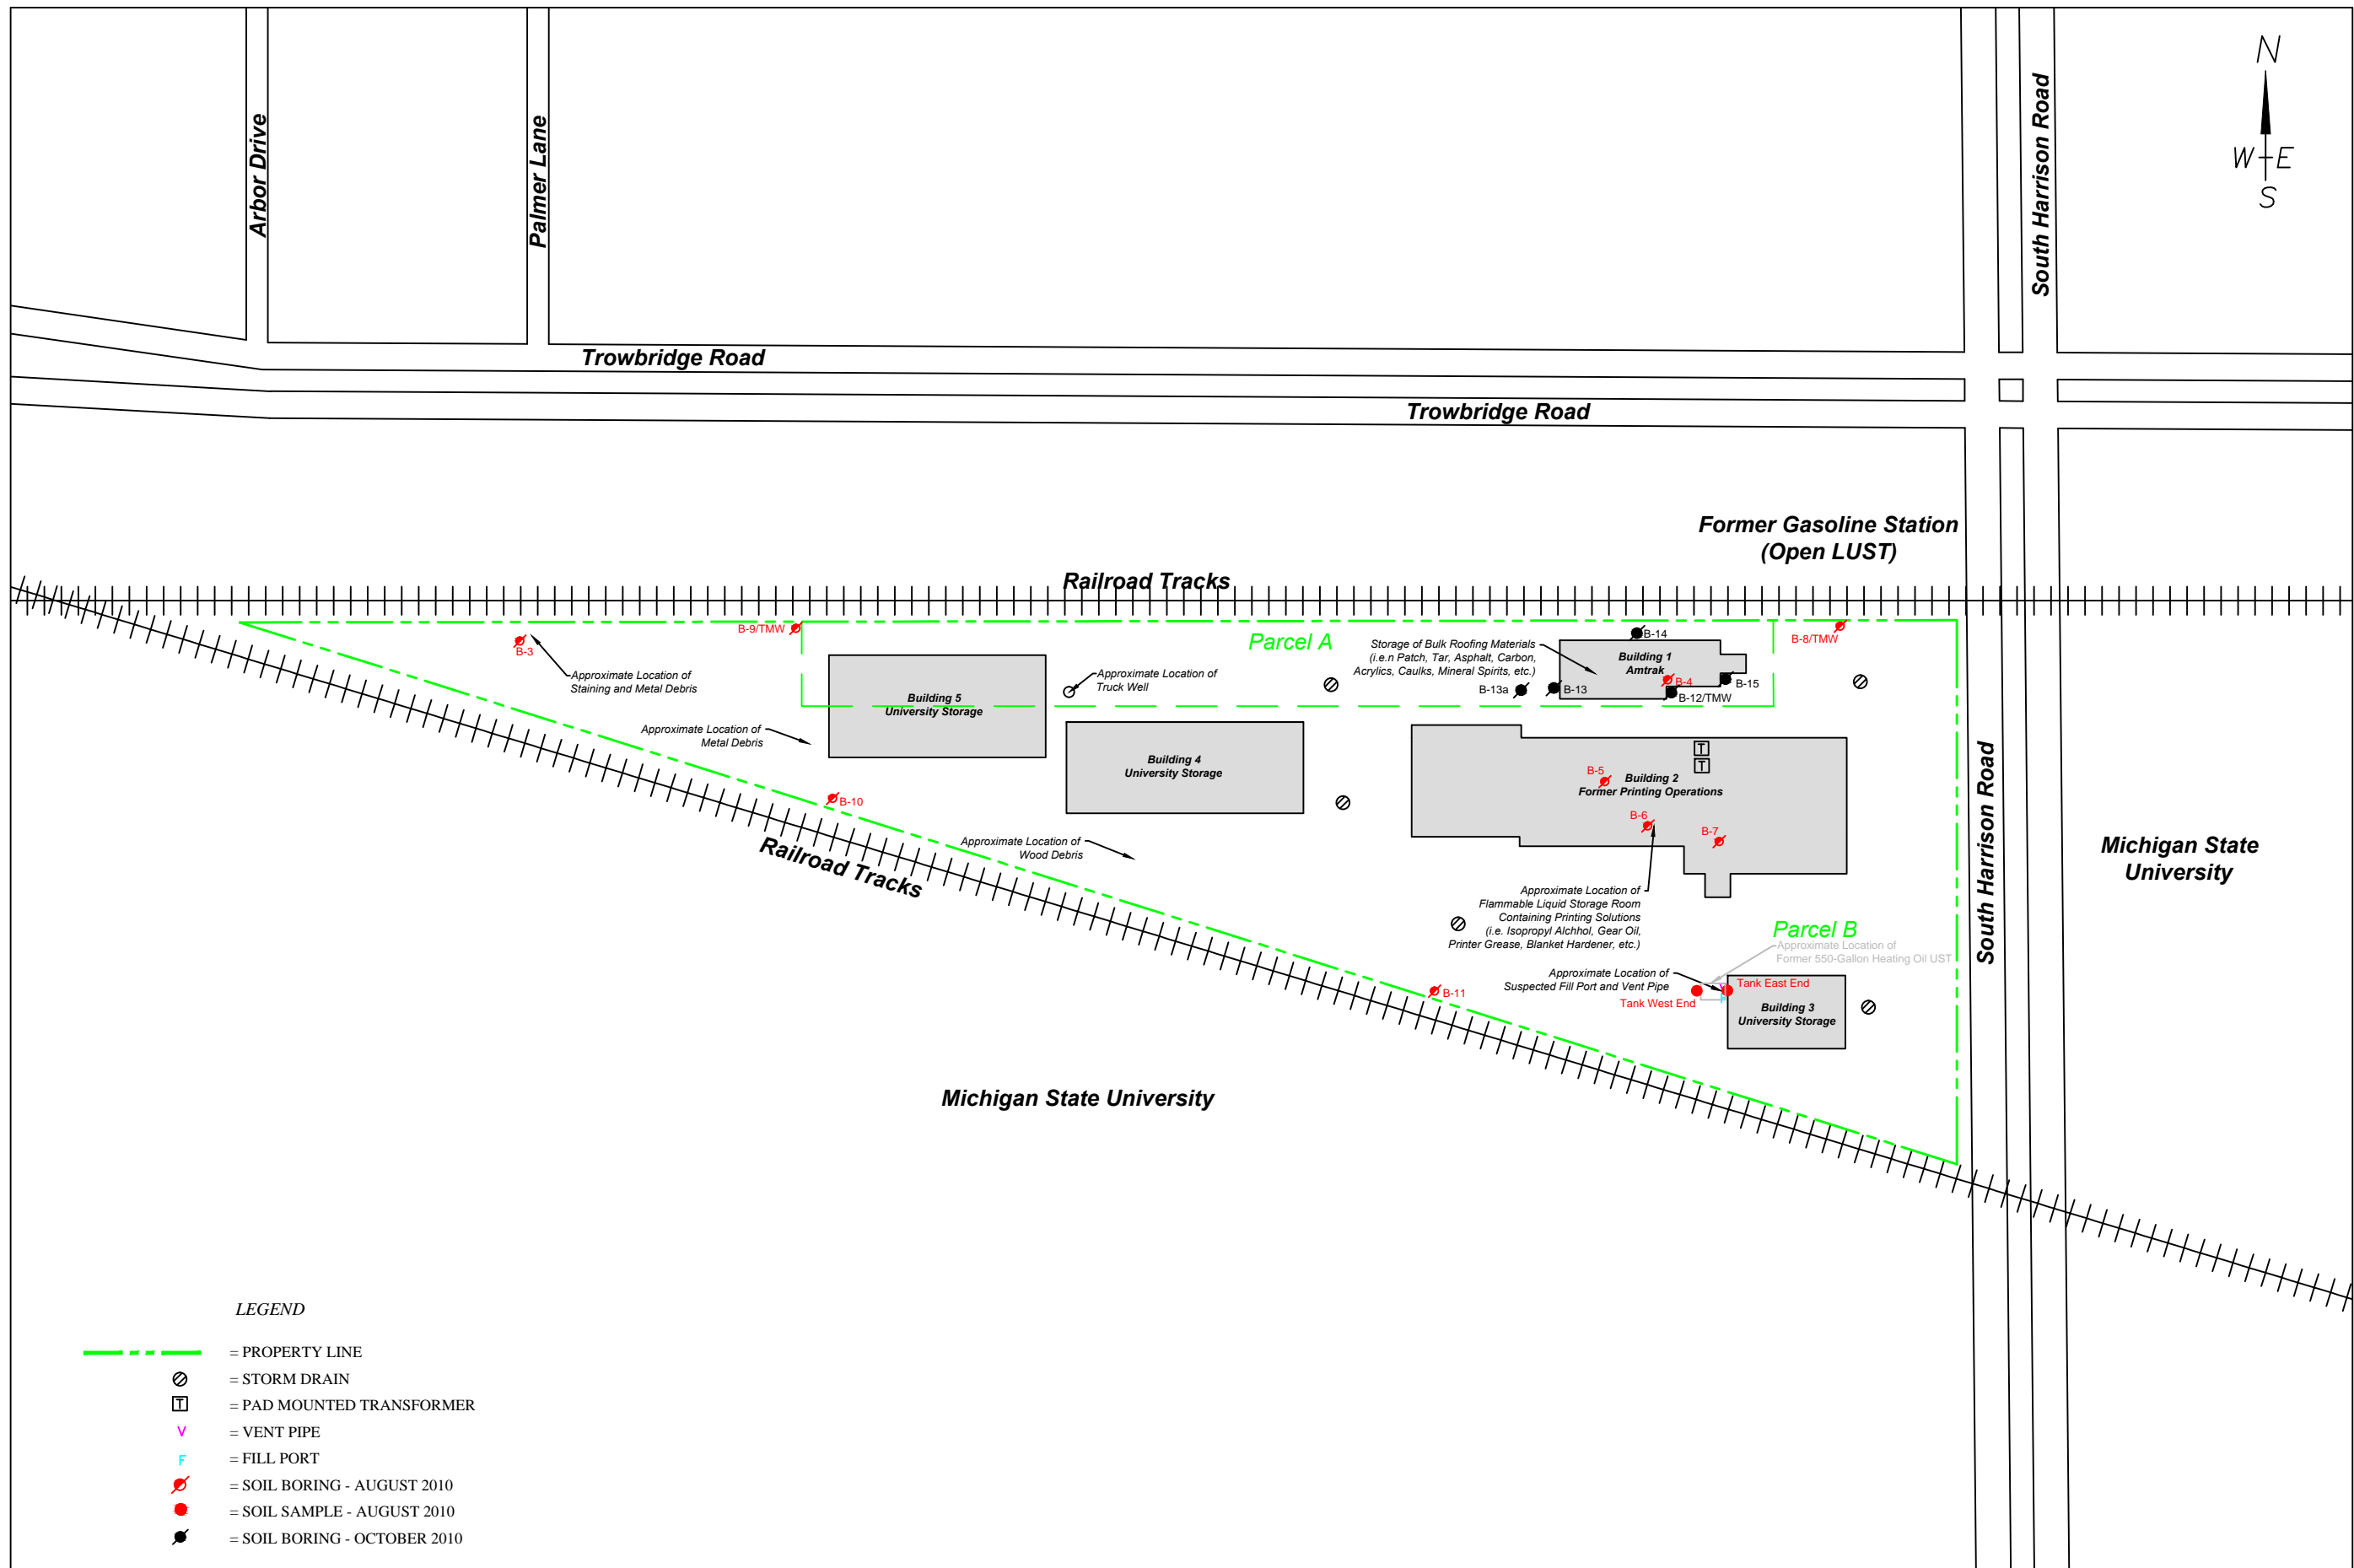 N
W E
S
Arbor Drive
Palmer Lane
South Harrison Road
Trowbridge Road
Trowbridge Road
Former Gasoline Station
(Open LUST)
Railroad Tracks
B-3
Approximate Location of
Staining and Metal Debris
B-9/TMW
Parcel A
Storage of Bulk Roofing Materials
(i.e.n Patch, Tar, Asphalt, Carbon,
Acrylics, Caulks, Mineral Spirits, etc.)
B-14
Building 1
Amtrak
B-4
B-15
B-13a
B-13
B-12/TMW
B-8/TMW
Approximate Location of
Truck Well
Building 5
University Storage
Approximate Location of
Metal Debris
Building 4
University Storage
T
T
B-5
Building 2
Former Printing Operations
B-6
B-7
B-10
Approximate Location of
Wood Debris
Railroad Tracks
South Harrison Road
Michigan State
University
Approximate Location of
Flammable Liquid Storage Room
Containing Printing Solutions
(i.e. Isopropyl Alchhol, Gear Oil,
Printer Grease, Blanket Hardener, etc.)
Parcel B
Approximate Location of
Former 550-Gallon Heating Oil UST
Approximate Location of
Suspected Fill Port and Vent Pipe
V
F
Tank East End
Tank West End
Building 3
University Storage
B-11
Michigan State University
LEGEND
= PROPERTY LINE
= STORM DRAIN
T = PAD MOUNTED TRANSFORMER
V = VENT PIPE
F = FILL PORT
= SOIL BORING - AUGUST 2010
= SOIL SAMPLE - AUGUST 2010
= SOIL BORING - OCTOBER 2010